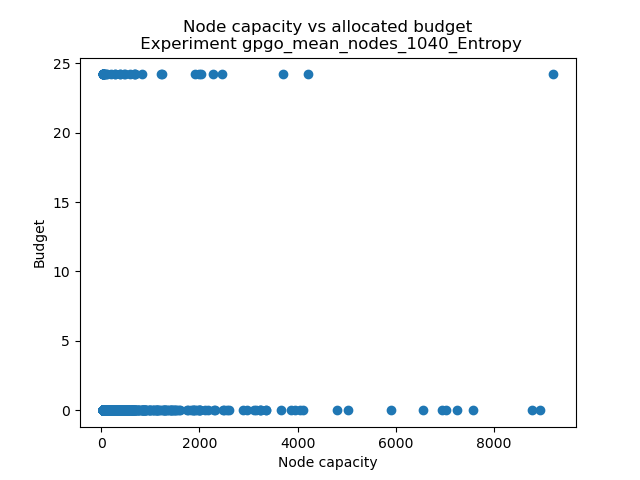 Node capacity vs allocated budget
Experiment gpgo_mean_nodes_1040_Entropy
25
20
15
10
5
0
Budget
0 2000 4000 6000 8000
Node capacity